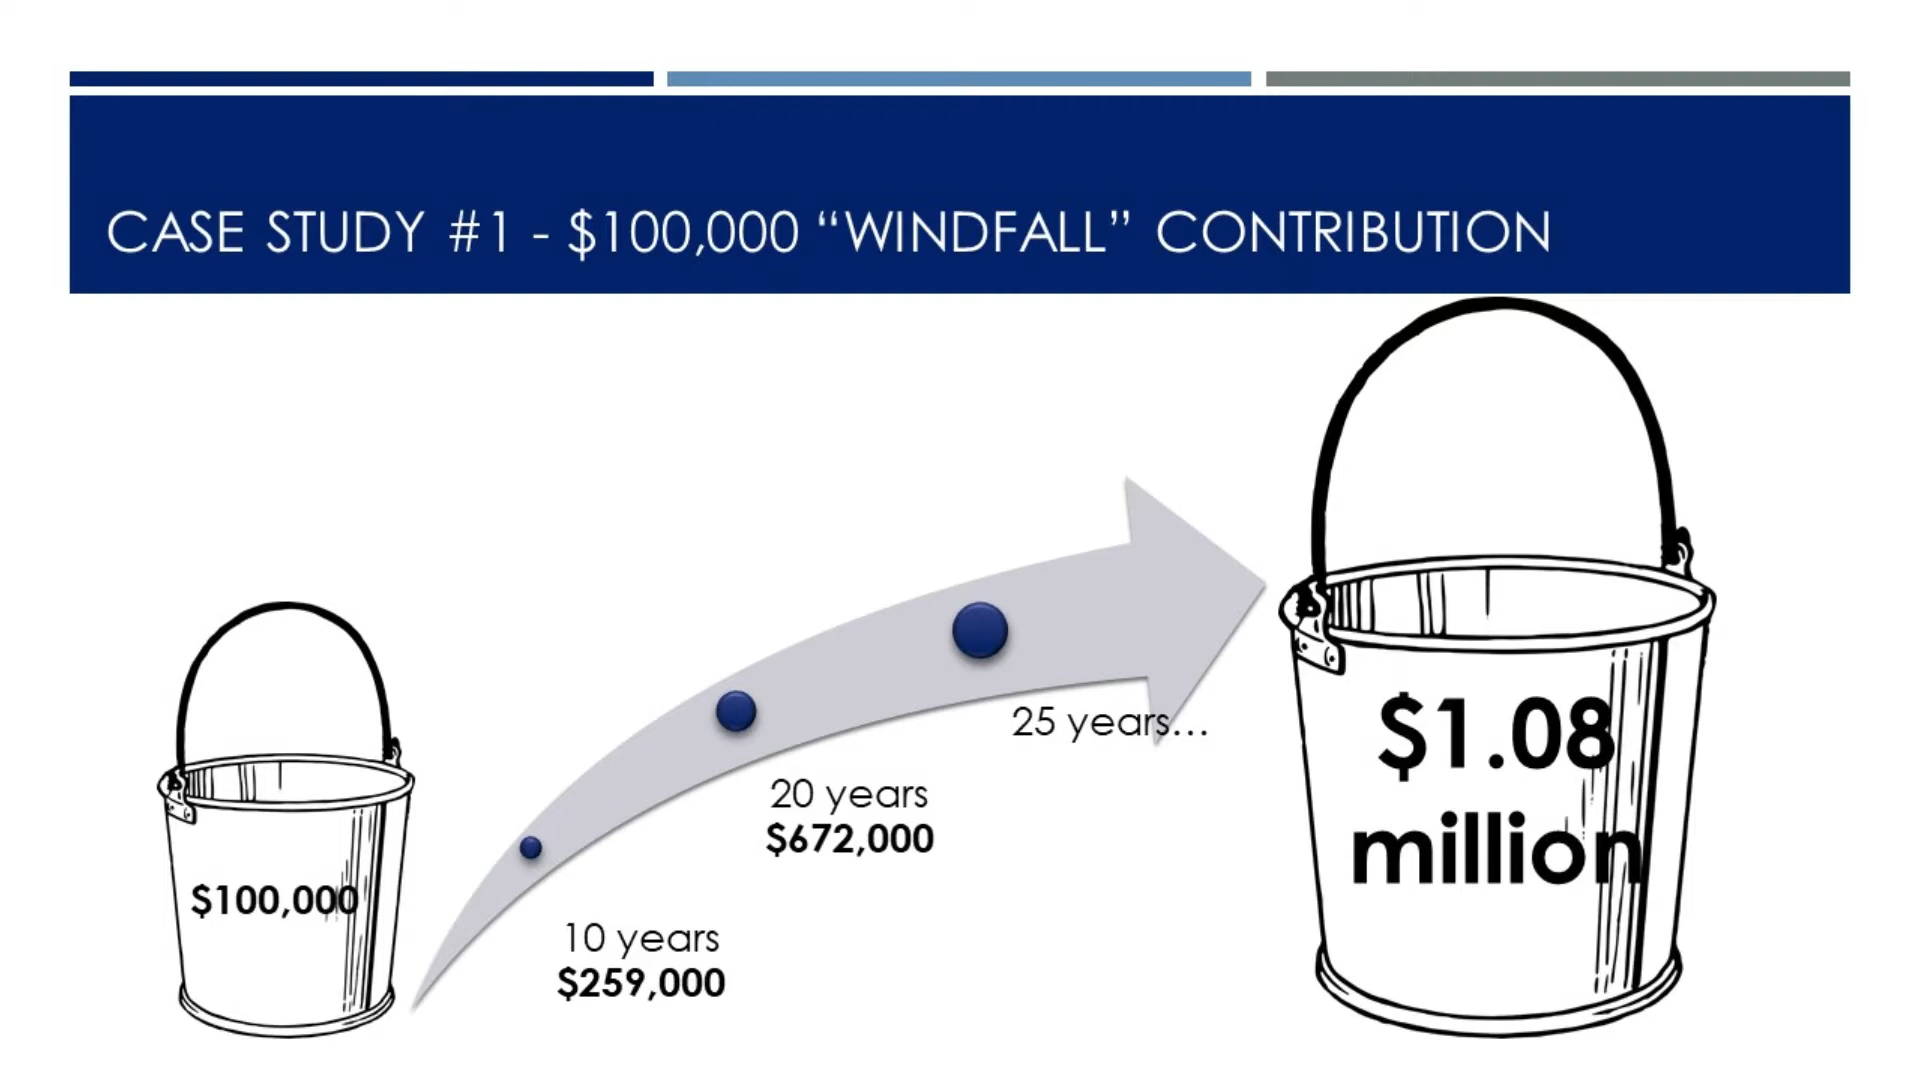 CASE STUDY #1 - $100,000 “WINDFALL” CONTRIBUTION
$100,000
10 years
$259,000
20 years
$672,000
25 years...
$1.08
million